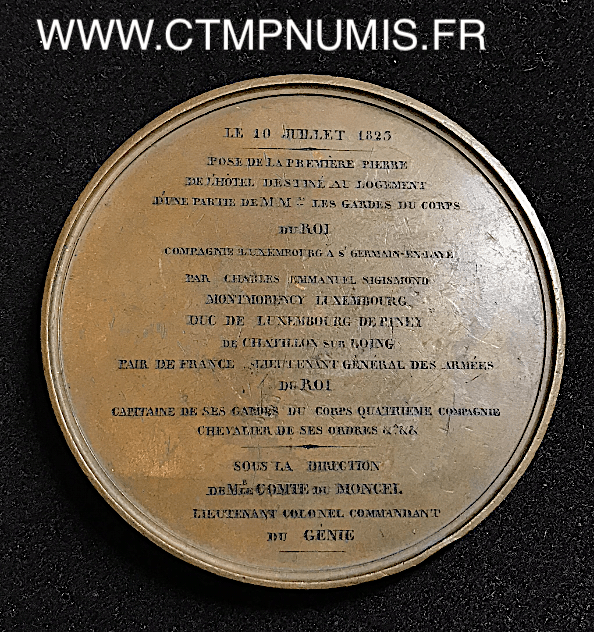 WWW.CTMPNUMIS.FR
LE 10 JUILLET 1823
POSE DE LA PREMIÈRE PIERRE
DE L'HÔTEL DESTINÉ AU LOGEMENT
D'UNE PARTIE DE MM.rs LES GARDES DU CORPS
DU ROI
COMPAGNIE LUXEMBOURG A St GERMAIN-EN-LAYE
PAR CHARLES EMMANUEL SIGISMOND
MONTMORENCY LUXEMBOURG,
DUC DE LUXEMBOURG DE PINEY
DE CHATILLON SUR LOING
PAIR DE FRANCE LIEUTENANT GÉNÉRAL DES ARMÉES
DU ROI
CAPITAINE DE SES GARDES DU CORPS QUATRIÈME COMPAGNIE
CHEVALIER DE SES ORDRES &.a&.&
SOUS LA DIRECTION
DE Mr LE COMTE DU MONCEL
LIEUTENANT COLONEL COMMANDANT
DU GÉNIE